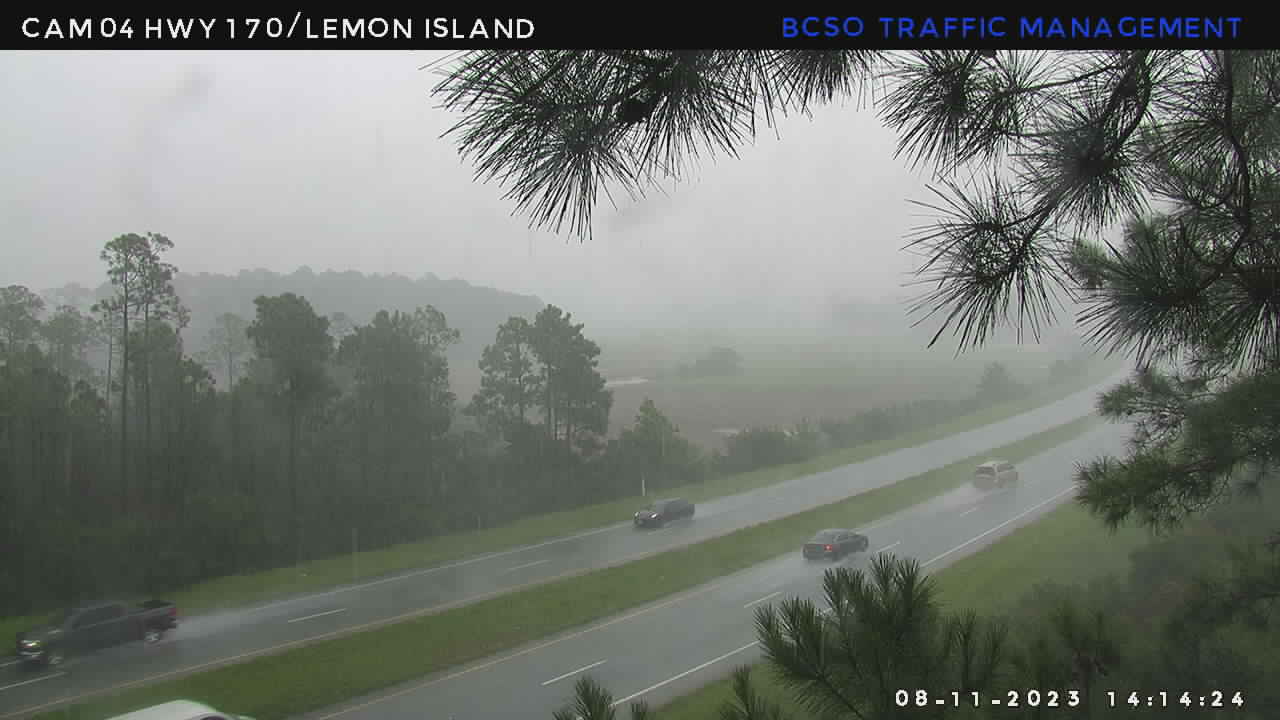 CAM 04 HWY 170/LEMON ISLAND
BCSO TRAFFIC MANAGEMENT
08-11-2023 14:14:24